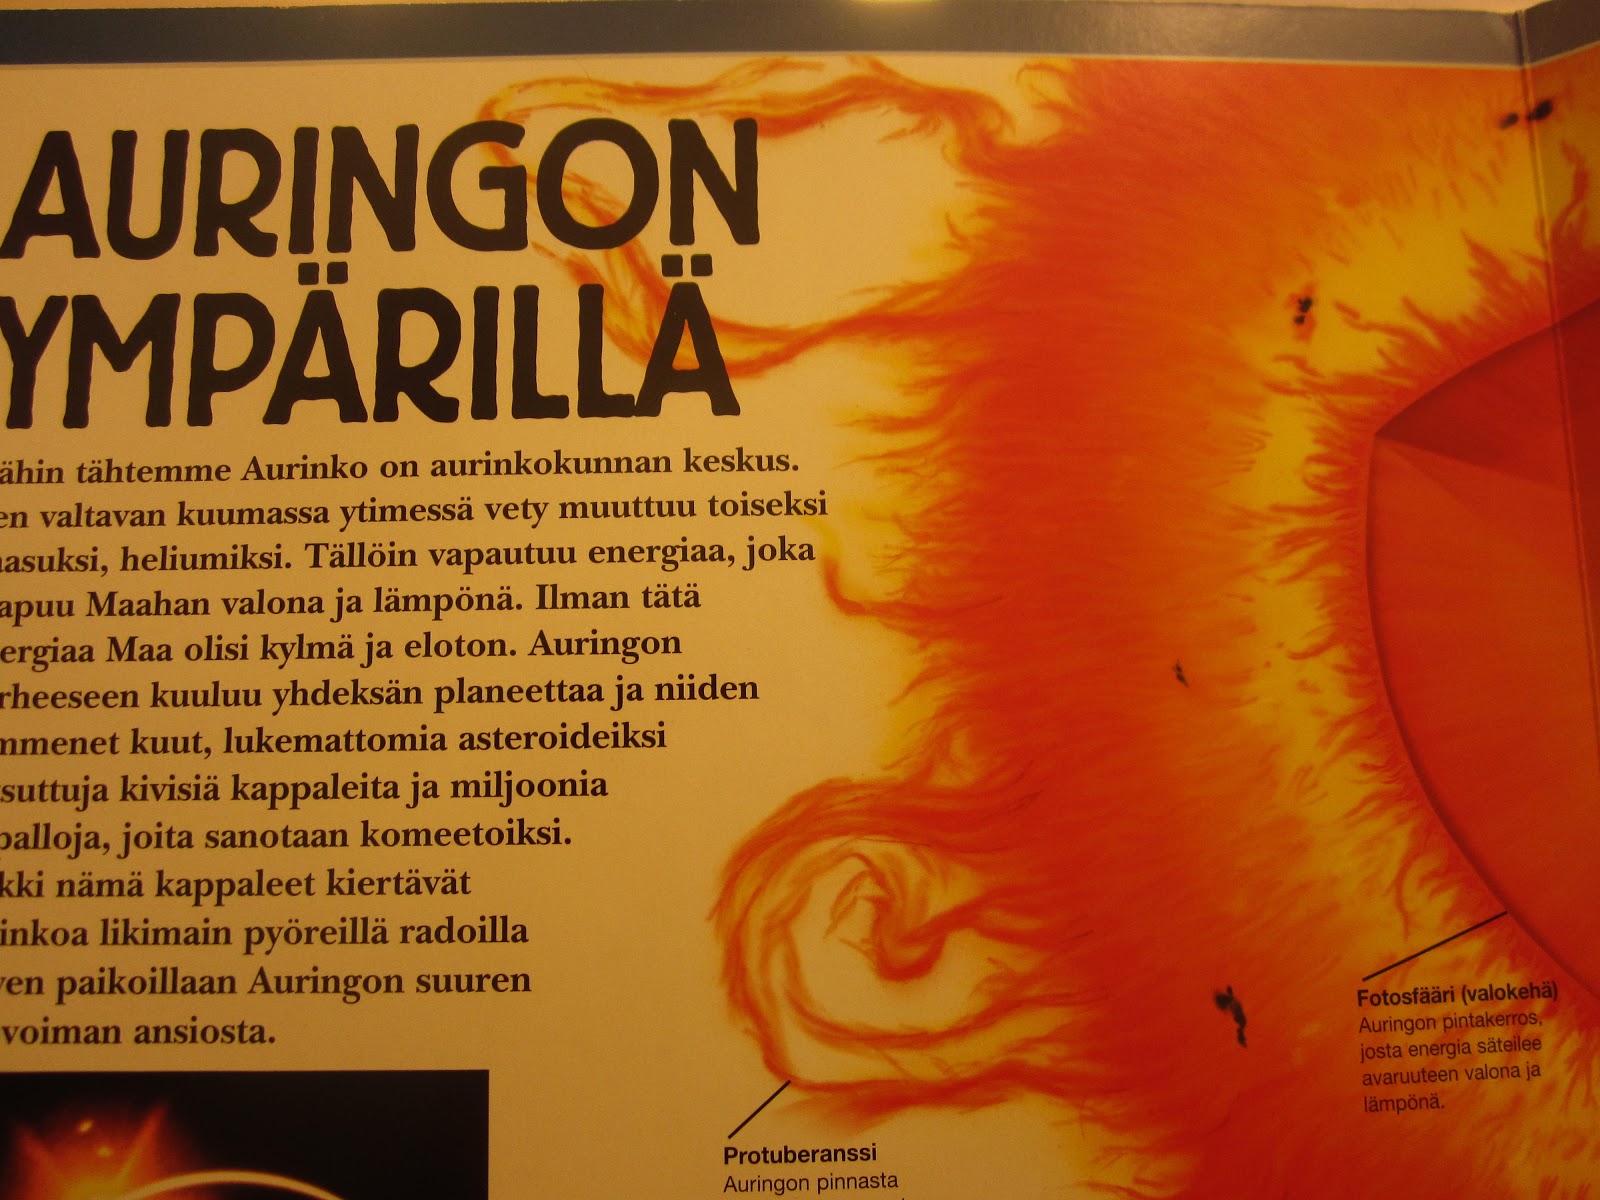 AURINGON
YMPÄRILLÄ
ähin tähtemme Aurinko on aurinkokunnan keskus.
en valtavan kuumassa ytimessä vety muuttuu toiseksi
asuksi, heliumiksi. Tällöin vapautuu energiaa, joka
apuu Maahan valona ja lämpönä. Ilman tätä
ergiaa Maa olisi kylmä ja eloton. Auringon
rheeseen kuuluu yhdeksän planeettaa ja niiden
mmenet kuut, lukemattomia asteroideiksi
suttuja kivisiä kappaleita ja miljoonia
palloja, joita sanotaan komeetoiksi.
kki nämä kappaleet kiertävät
inkoa likimain pyöreillä radoilla
ven paikoillaan Auringon suuren
voiman ansiosta.
Fotosfääri (valokehä)
Auringon pintakerros,
josta energia säteilee
avaruuteen valona ja
lämpönä.
Protuberanssi
Auringon pinnasta